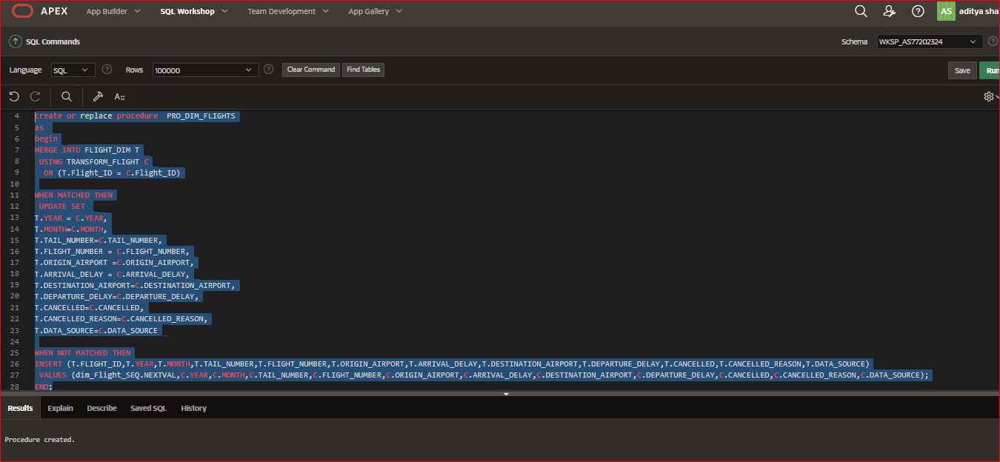 APEX App Builder SQL Workshop Team Development App Gallery AS aditya sha
SQL Commands Schema WKSP_AS77202324
Language SQL Rows 100000 Clear Command Find Tables Save Run
A::
4 create or replace procedure  PRO_DIM_FLIGHTS
5 as
6 begin
7 MERGE INTO FLIGHT_DIM T
8  USING TRANSFORM_FLIGHT C
9   ON (T.Flight_ID = C.Flight_ID)
10
11 WHEN MATCHED THEN
12  UPDATE SET
13 T.YEAR = C.YEAR,
14 T.MONTH=C.MONTH,
15 T.TAIL_NUMBER=C.TAIL_NUMBER,
16 T.FLIGHT_NUMBER = C.FLIGHT_NUMBER,
17 T.ORIGIN_AIRPORT =C.ORIGIN_AIRPORT,
18 T.ARRIVAL_DELAY = C.ARRIVAL_DELAY,
19 T.DESTINATION_AIRPORT=C.DESTINATION_AIRPORT,
20 T.DEPARTURE_DELAY=C.DEPARTURE_DELAY,
21 T.CANCELLED=C.CANCELLED,
22 T.CANCELLED_REASON=C.CANCELLED_REASON,
23 T.DATA_SOURCE=C.DATA_SOURCE
24
25 WHEN NOT MATCHED THEN
26 INSERT (T.FLIGHT_ID,T.YEAR,T.MONTH,T.TAIL_NUMBER,T.FLIGHT_NUMBER,T.ORIGIN_AIRPORT,T.ARRIVAL_DELAY,T.DESTINATION_AIRPORT,T.DEPARTURE_DELAY,T.CANCELLED,T.CANCELLED_REASON,T.DATA_SOURCE)
27  VALUES (dim_Flight_SEQ.NEXTVAL,C.YEAR,C.MONTH,C.TAIL_NUMBER,C.FLIGHT_NUMBER,C.ORIGIN_AIRPORT,C.ARRIVAL_DELAY,C.DESTINATION_AIRPORT,C.DEPARTURE_DELAY,C.CANCELLED,C.CANCELLED_REASON,C.DATA_SOURCE);
28 END;
Results Explain Describe Saved SQL History
Procedure created.